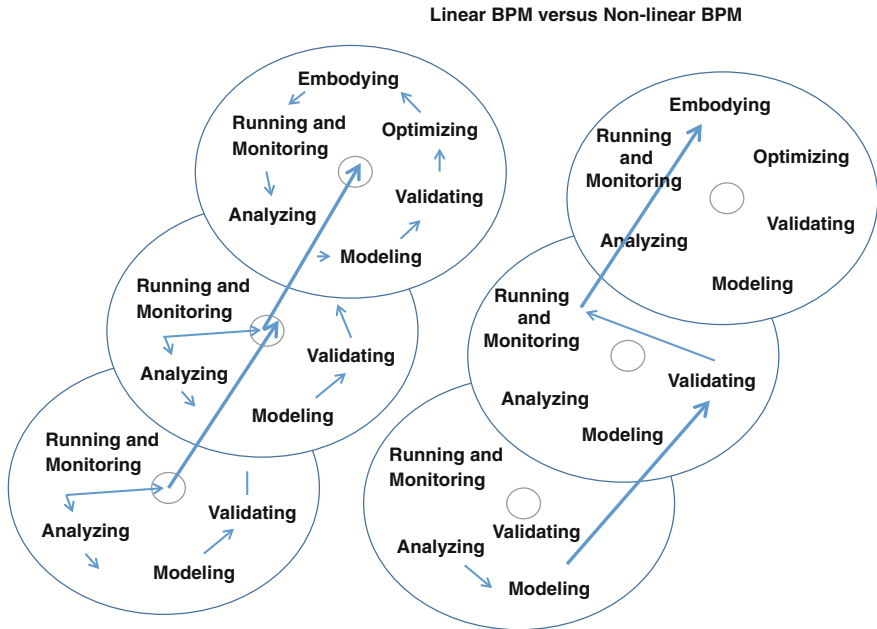 Linear BPM versus Non-linear BPM
Embodying
Running and
Monitoring
Optimizing
Analyzing
Validating
Modeling
Running and
Monitoring
Analyzing
Validating
Modeling
Running and
Monitoring
Analyzing
Validating
Modeling
Embodying
Running
and
Monitoring
Optimizing
Analyzing
Validating
Modeling
Running
and
Monitoring
Analyzing
Validating
Modeling
Running and
Monitoring
Validating
Analyzing
Modeling